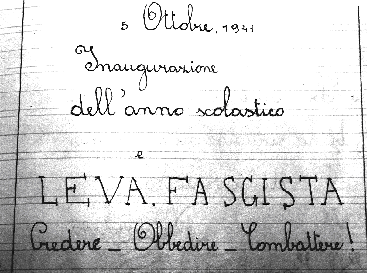 5 Ottobre, 1941
Inaugurazione
dell'anno scolastico
e
LEVA. FASCISTA
Credere _ Obbedire _ Combattere!